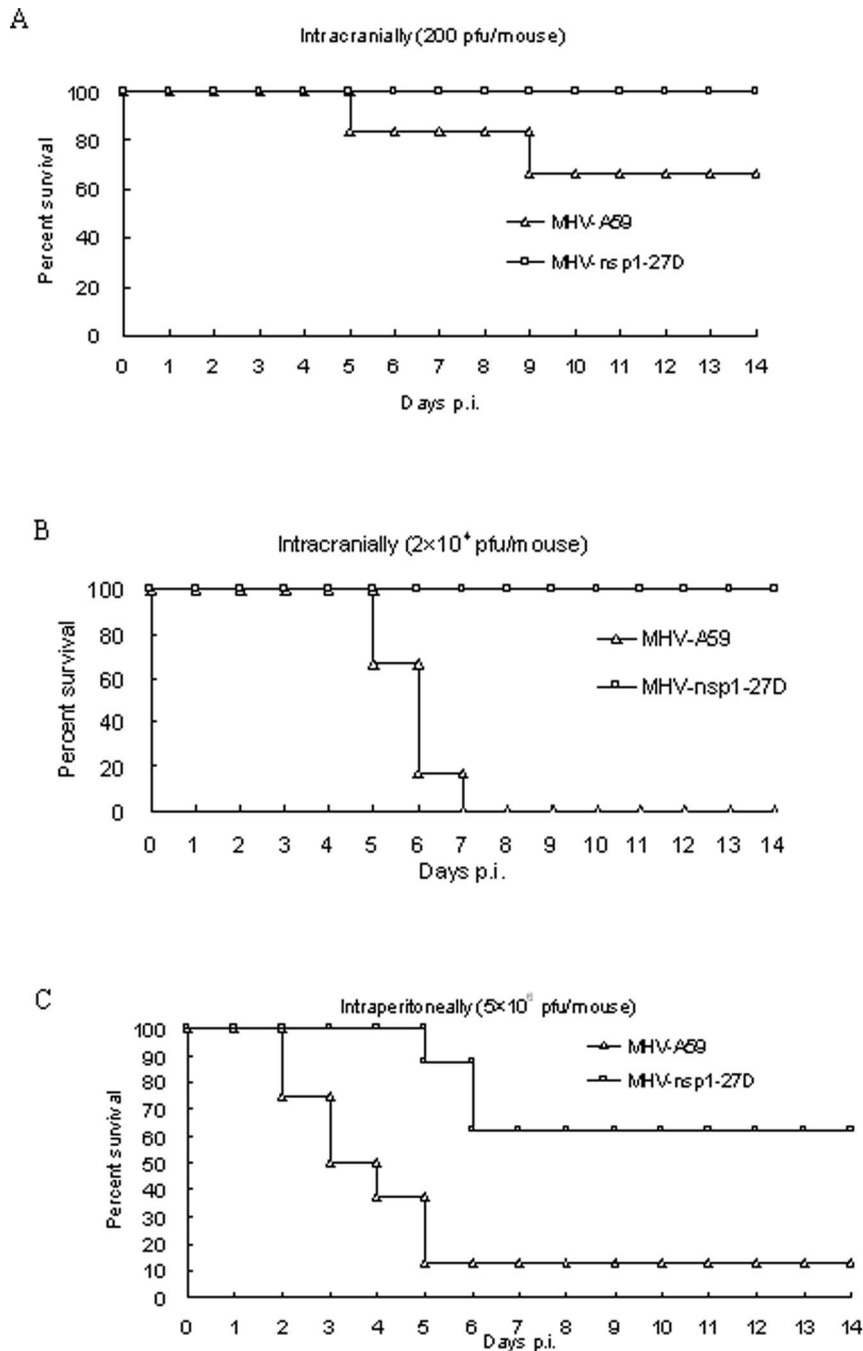 A
Intracranially (200 pfu/mouse)
Percent survival
100
80
60
40
20
0
MHV-A59
MHV-nsp1-27D
0 1 2 3 4 5 6 7 8 9 10 11 12 13 14
Days p.i.
B
Intracranially (2×10⁴ pfu/mouse)
Percent survival
100
80
60
40
20
0
MHV-A59
MHV-nsp1-27D
0 1 2 3 4 5 6 7 8 9 10 11 12 13 14
Days p.i.
C
Intraperitoneally (5×10 pfu/mouse)
Percent survival
100
90
80
70
60
50
40
30
20
10
0
MHV-A59
MHV-nsp1-27D
0 1 2 3 4 5 6 7 8 9 10 11 12 13 14
Days p.i.